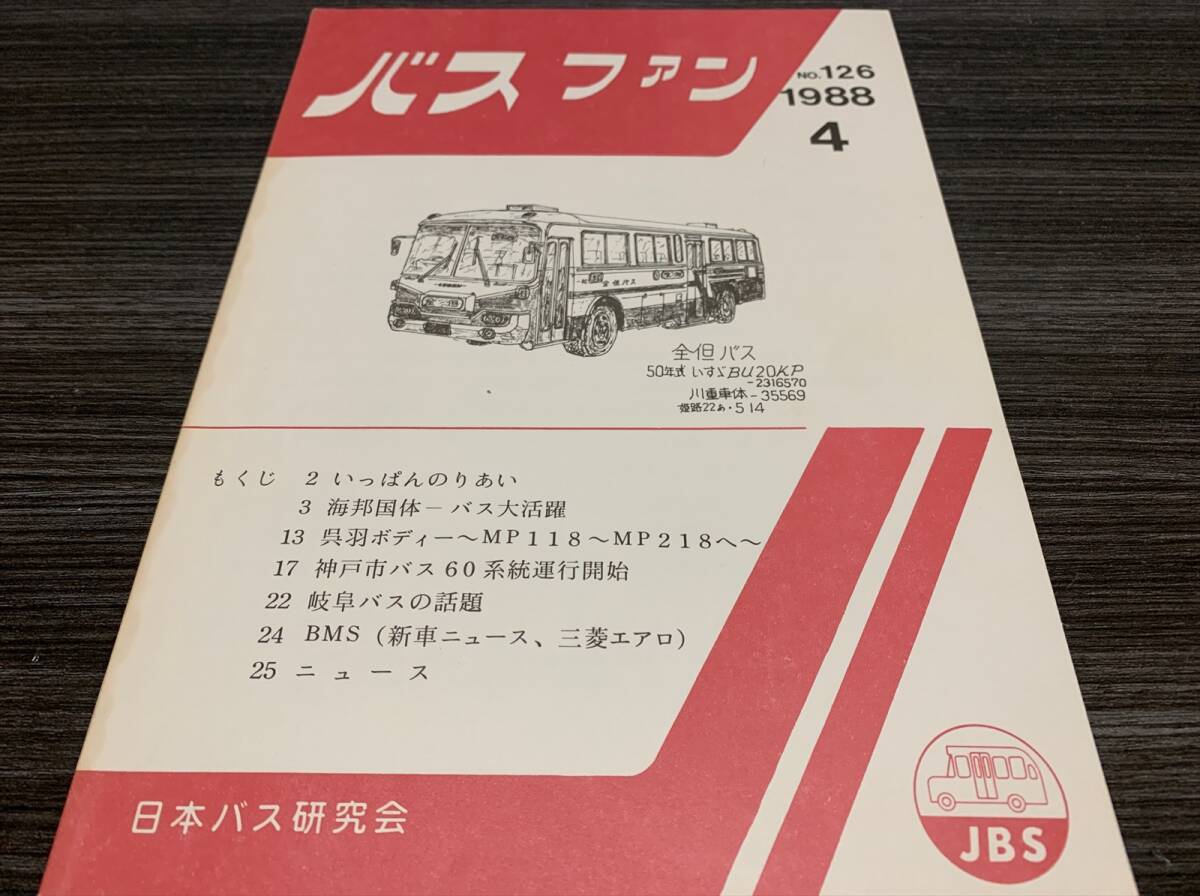 バスファン
NO.126
1988
4
全但バス
全但バス
50年式 いすゞBU20KP
-2316570
川重車体-35569
姫路22あ・514
もくじ 2 いっぱんのりあい
3 海邦国体－バス大活躍
13 呉羽ボディー～MP118～MP218へ～
17 神戸市バス60系統運行開始
22 岐阜バスの話題
24 BMS（新車ニュース、三菱エアロ）
25 ニュース
日本バス研究会
JBS